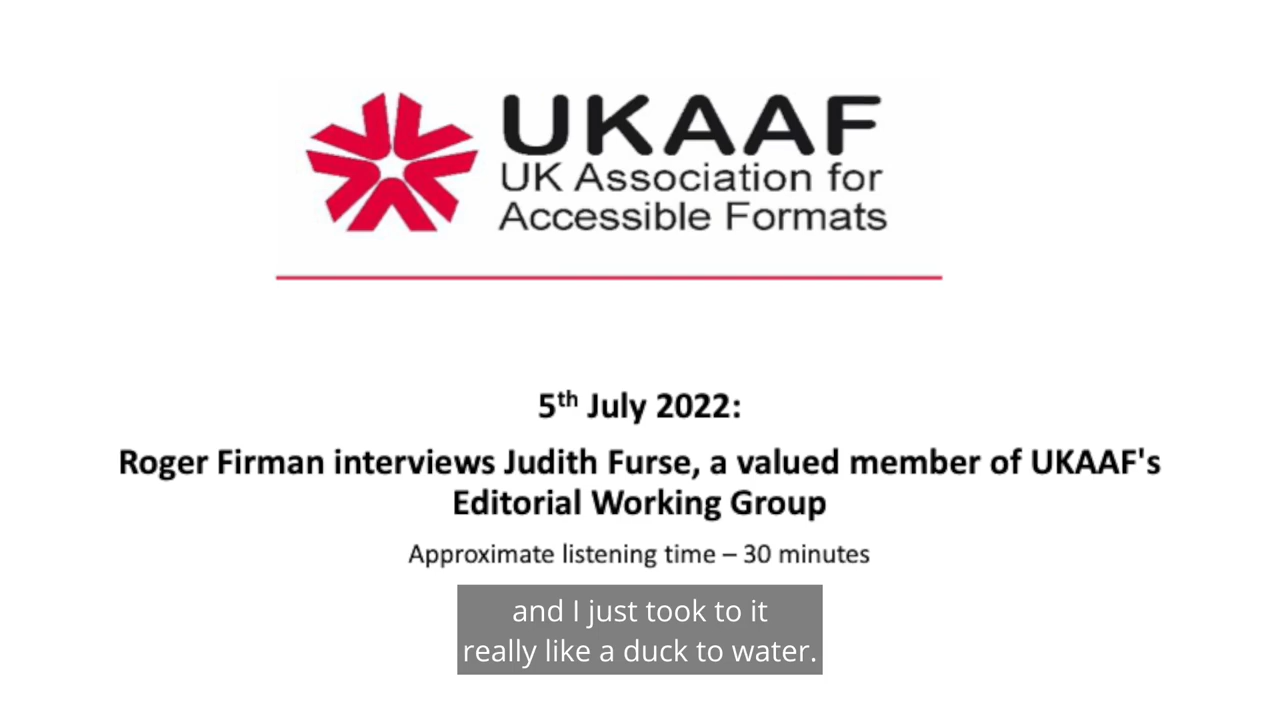 UKAAF
UK Association for
Accessible Formats
5th July 2022:
Roger Firman interviews Judith Furse, a valued member of UKAAF's
Editorial Working Group
Approximate listening time – 30 minutes
and I just took to it
really like a duck to water.